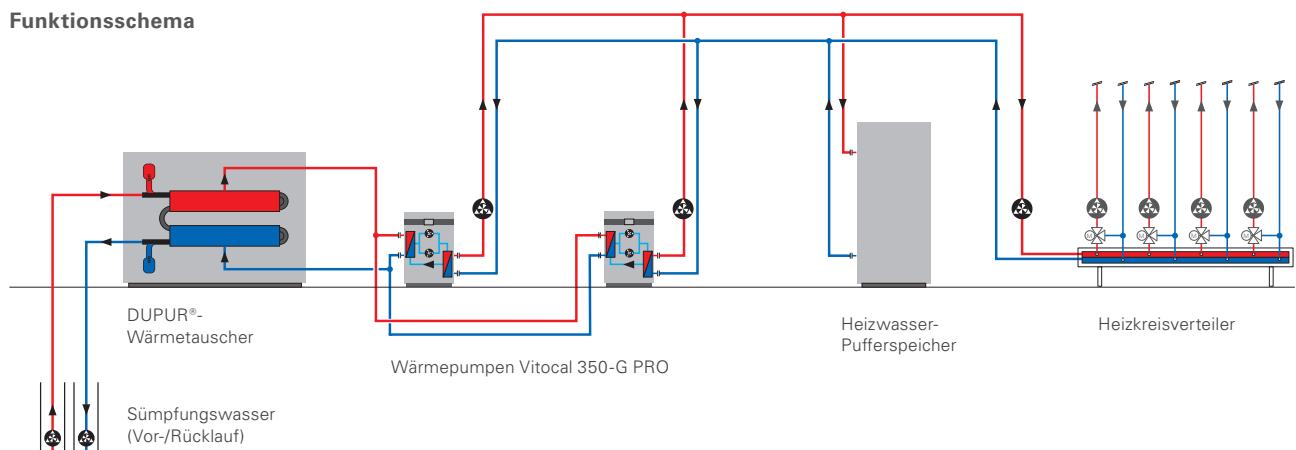 Funktionsschema
DUPUR®-
Wärmetauscher
Wärmepumpen Vitocal 350-G PRO
Heizwasser-
Pufferspeicher
Heizkreisverteiler
Sümpfungswasser
(Vor-/Rücklauf)
M
M
M
M